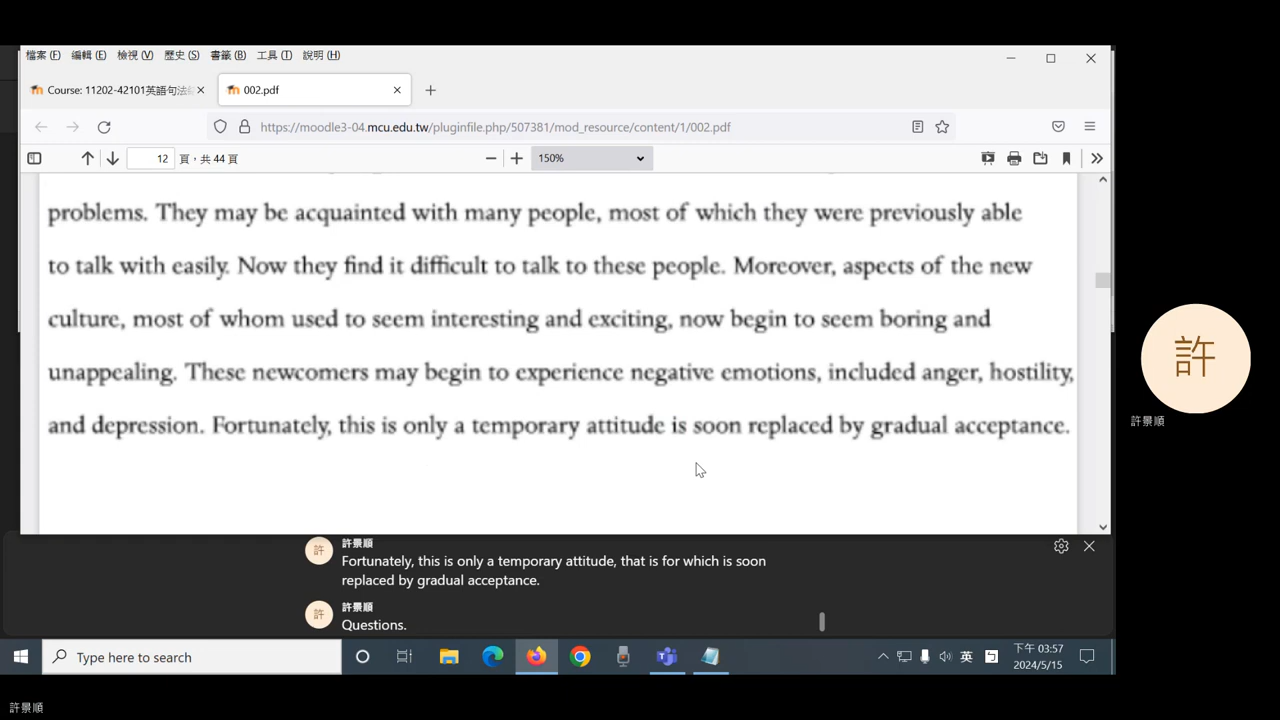 檔案 (F) 編輯 (E) 檢視 (V) 歷史 (S) 書籤 (B) 工具 (T) 說明 (H)
Course: 11202-42101英語句法
002.pdf
https://moodle3-04.mcu.edu.tw/pluginfile.php/507381/mod_resource/content/1/002.pdf
12 頁，共 44 頁
150%
problems. They may be acquainted with many people, most of which they were previously able
to talk with easily. Now they find it difficult to talk to these people. Moreover, aspects of the new
culture, most of whom used to seem interesting and exciting, now begin to seem boring and
unappealing. These newcomers may begin to experience negative emotions, included anger, hostility,
and depression. Fortunately, this is only a temporary attitude is soon replaced by gradual acceptance.
許
許景順
許 許景順
Fortunately, this is only a temporary attitude, that is for which is soon
replaced by gradual acceptance.
許 許景順
Questions.
Type here to search
英
下午 03:57
2024/5/15
許景順